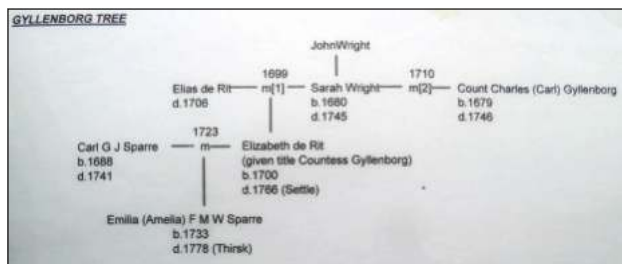 GYLLENBORG TREE
JohnWright
1699
1710
Elias de Rit m[1] Sarah Wright m[2] Count Charles (Carl) Gyllenborg
d.1706
b.1680
b.1679
d.1745
d.1746
1723
Carl G J Sparre m Elizabeth de Rit
b.1688
(given title Countess Gyllenborg)
d.1741
b.1700
d.1766 (Settle)
Emilia (Amelia) F M W Sparre
b.1733
d.1778 (Thirsk)